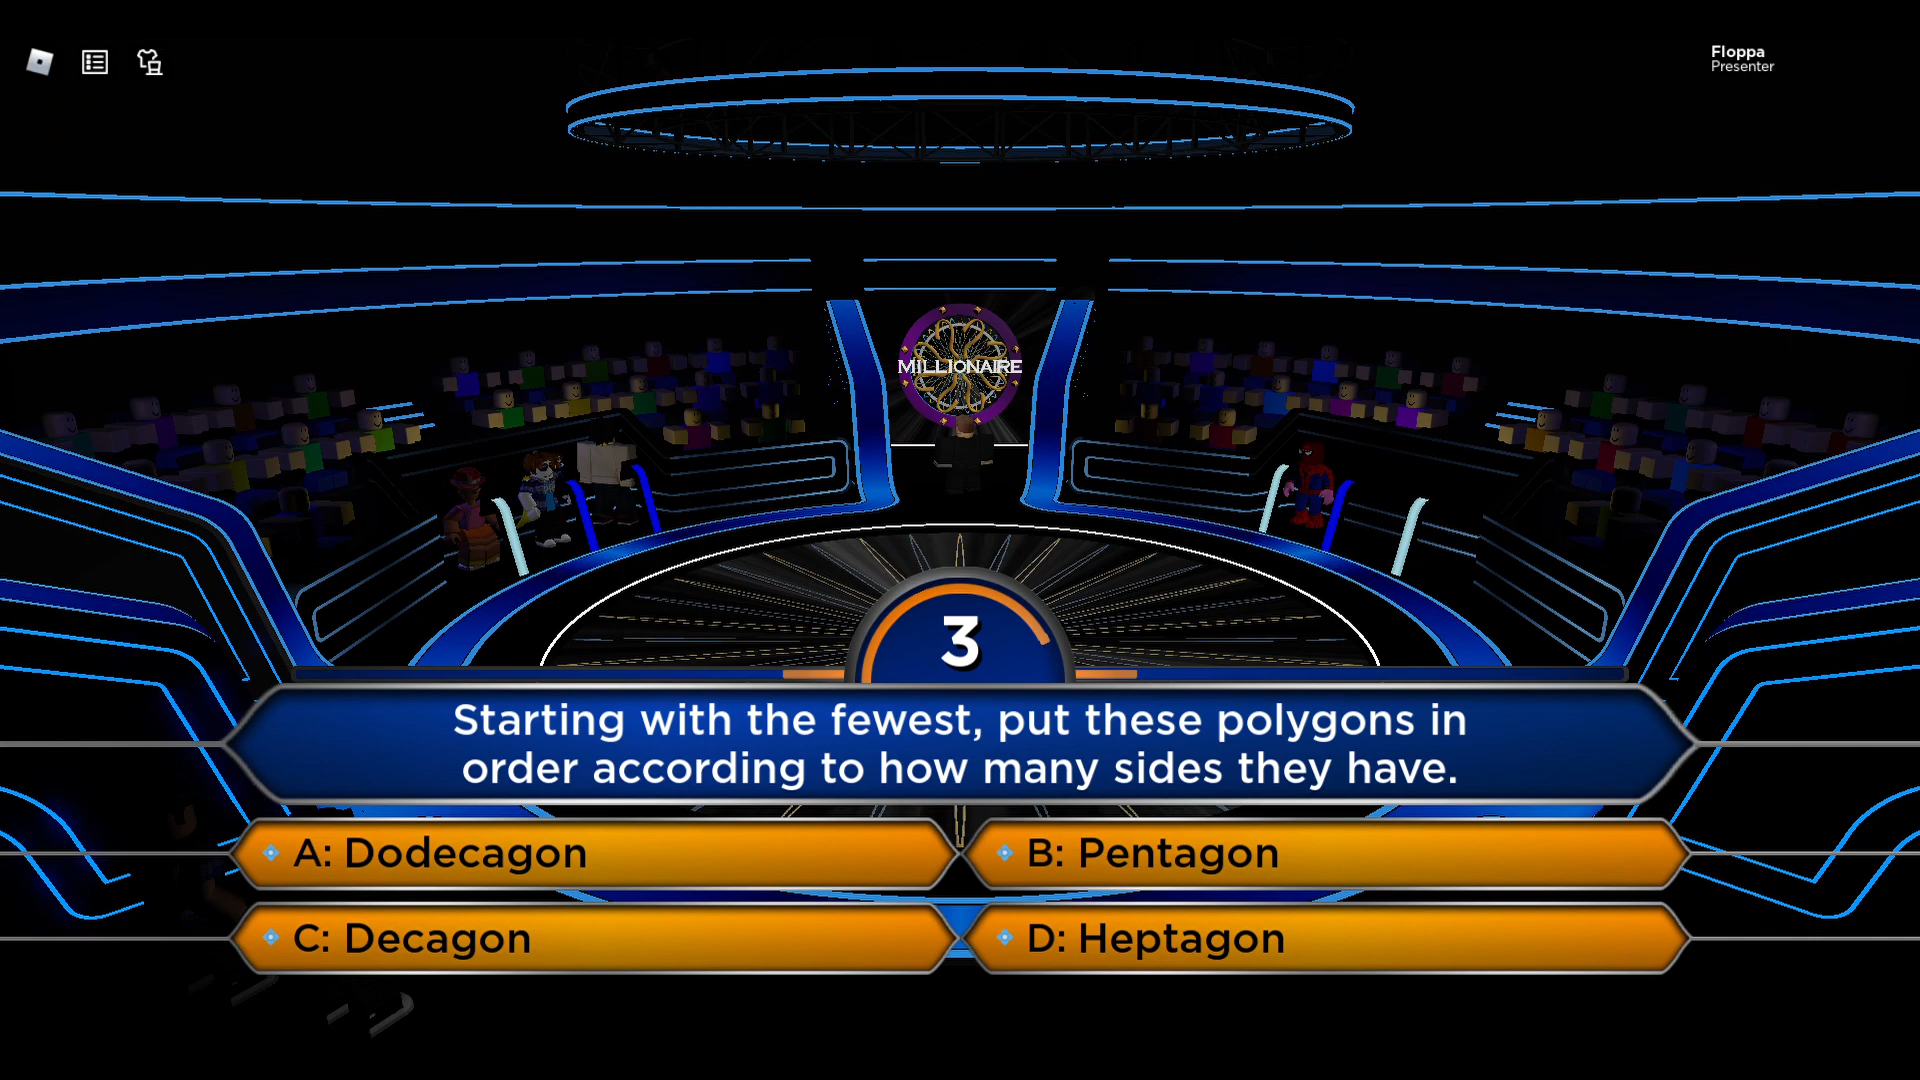 Floppa
Presenter
MILLIONAIRE
3
Starting with the fewest, put these polygons in
order according to how many sides they have.
A: Dodecagon
B: Pentagon
C: Decagon
D: Heptagon